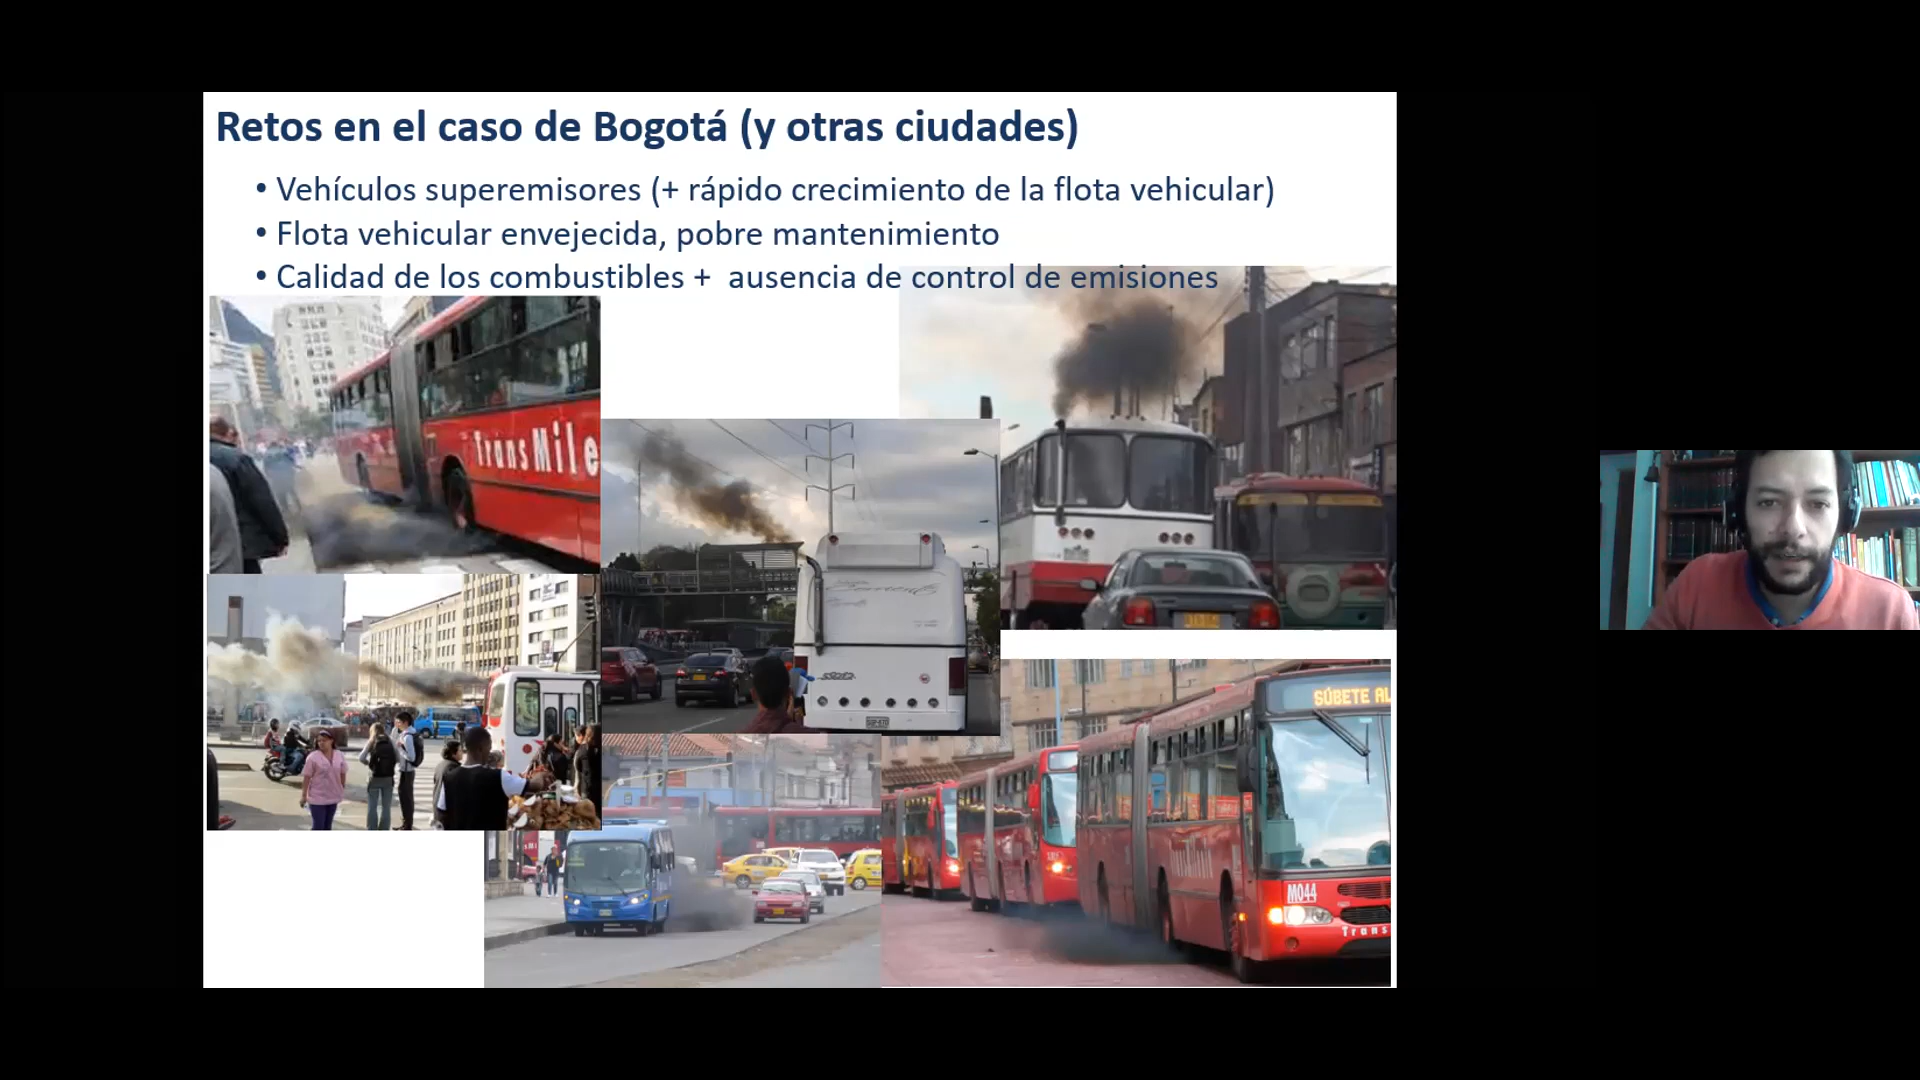 Retos en el caso de Bogotá (y otras ciudades)
• Vehículos superemisores (+ rápido crecimiento de la flota vehicular)
• Flota vehicular envejecida, pobre mantenimiento
• Calidad de los combustibles + ausencia de control de emisiones
TransMile
SÚBETE AL
M044
Trans